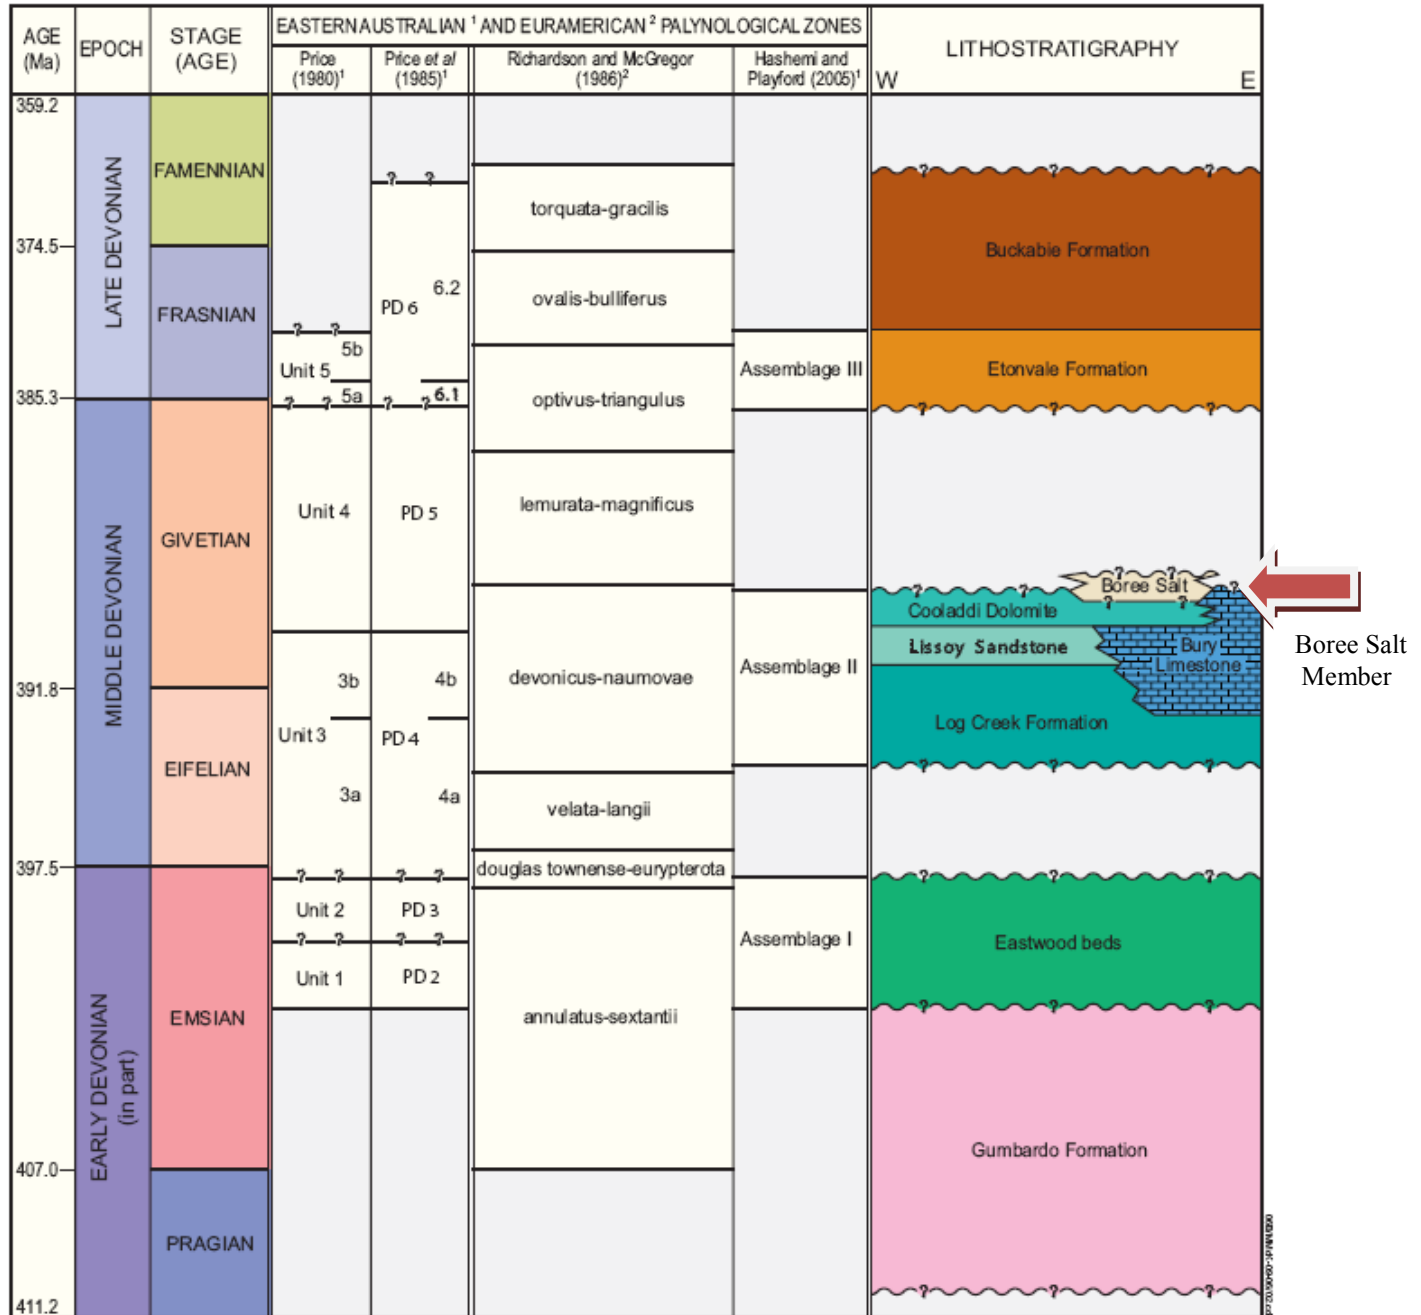 AGE
(Ma)
EPOCH
STAGE
(AGE)
EASTERN AUSTRALIAN ¹ AND EURAMERICAN ² PALYNOLOGICAL ZONES
Price
(1980)¹
Price et al
(1985)¹
Richardson and McGregor
(1986)²
Hashemi and
Playford (2005)¹
LITHOSTRATIGRAPHY
W
E
359.2
374.5
385.3
391.8
397.5
407.0
411.2
LATE DEVONIAN
MIDDLE DEVONIAN
EARLY DEVONIAN
(in part)
FAMENNIAN
FRASNIAN
GIVETIAN
EIFELIAN
EMSIAN
PRAGIAN
? ?
5b
Unit 5
? ? 5a
Unit 4
3b
Unit 3
3a
? ?
Unit 2
? ?
Unit 1
? ?
6.2
PD 6
? ? 6.1
PD 5
4b
PD 4
4a
? ?
PD 3
? ?
PD 2
torquata-gracilis
ovalis-bulliferus
optivus-triangulus
lemurata-magnificus
devonicus-naumovae
velata-langii
douglas townense-eurypterota
annulatus-sextantii
Assemblage III
Assemblage II
Assemblage I
? ? ?
Buckabie Formation
Etonvale Formation
? ? ?
? ?
? ? Boree Salt ?
? ?
Cooladdi Dolomite
Lissoy Sandstone
Bury
Limestone
Log Creek Formation
? ? ?
? ? ?
Eastwood beds
? ? ?
Gumbardo Formation
? ? ?
Boree Salt
Member